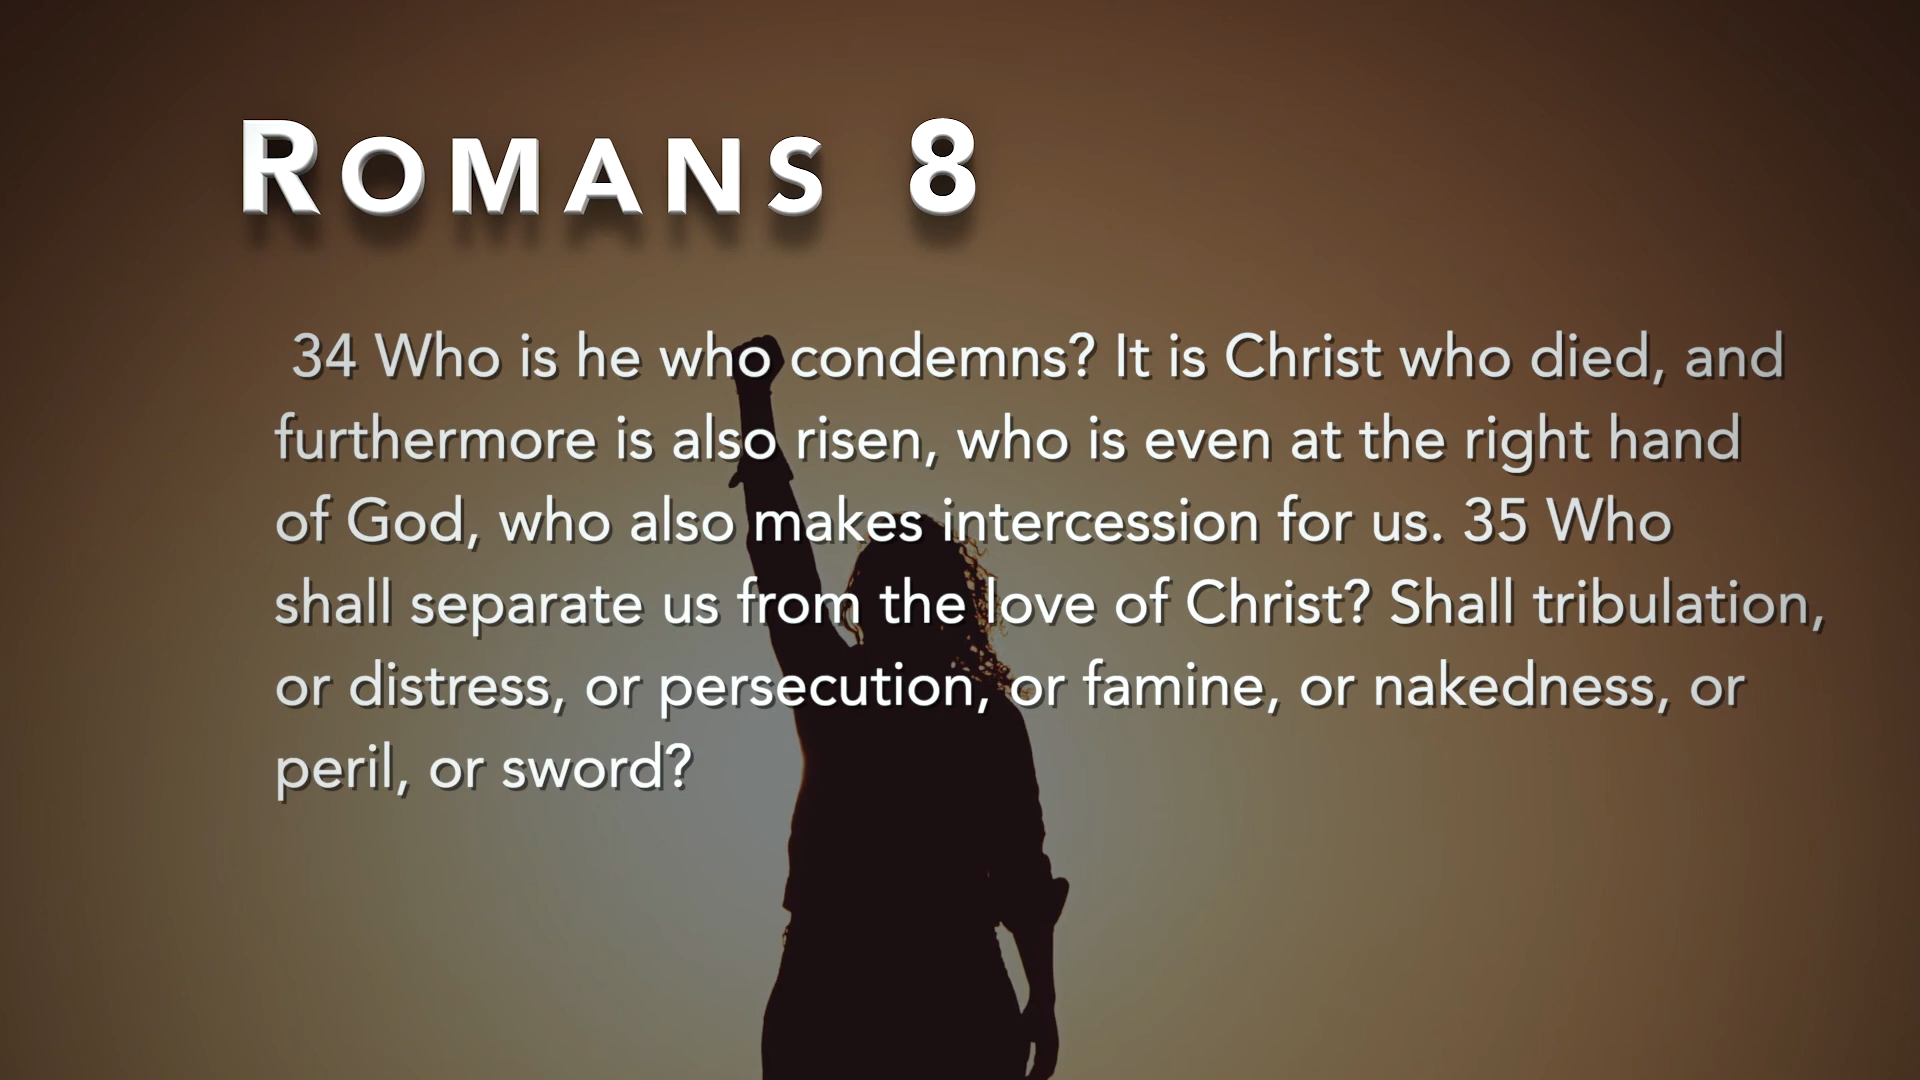 ROMANS 8
34 Who is he who condemns? It is Christ who died, and
furthermore is also risen, who is even at the right hand
of God, who also makes intercession for us. 35 Who
shall separate us from the love of Christ? Shall tribulation,
or distress, or persecution, or famine, or nakedness, or
peril, or sword?